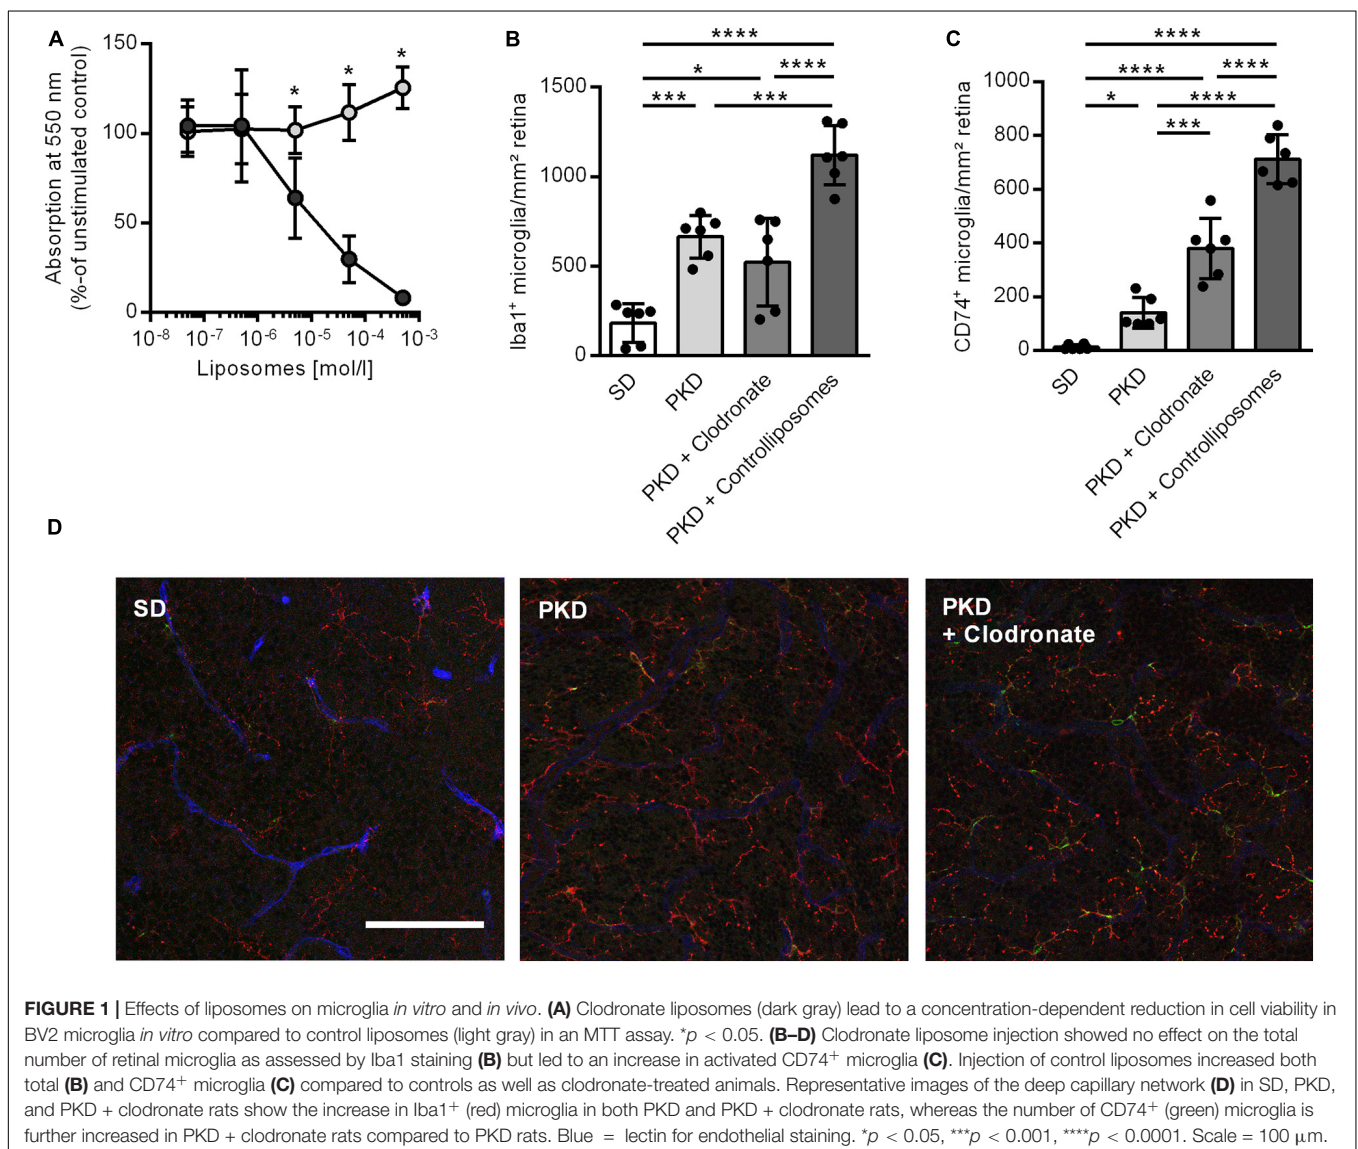 A
150
100
50
0
Absorption at 550 nm
(%-of unstimulated control)
*
*
*
10-8 10-7 10-6 10-5 10-4 10-3
Liposomes [mol/l]
B
****
* ****
*** ***
1500
1000
500
0
Iba1+ microglia/mm² retina
SD
PKD
PKD + Clodronate
PKD + Controlliposomes
C
****
**** ****
* ****
***
1000
800
600
400
200
0
CD74+ microglia/mm² retina
SD
PKD
PKD + Clodronate
PKD + Controlliposomes
D
SD
PKD
PKD
+ Clodronate
FIGURE 1 | Effects of liposomes on microglia in vitro and in vivo. (A) Clodronate liposomes (dark gray) lead to a concentration-dependent reduction in cell viability in
BV2 microglia in vitro compared to control liposomes (light gray) in an MTT assay. *p < 0.05. (B–D) Clodronate liposome injection showed no effect on the total
number of retinal microglia as assessed by Iba1 staining (B) but led to an increase in activated CD74+ microglia (C). Injection of control liposomes increased both
total (B) and CD74+ microglia (C) compared to controls as well as clodronate-treated animals. Representative images of the deep capillary network (D) in SD, PKD,
and PKD + clodronate rats show the increase in Iba1+ (red) microglia in both PKD and PKD + clodronate rats, whereas the number of CD74+ (green) microglia is
further increased in PKD + clodronate rats compared to PKD rats. Blue = lectin for endothelial staining. *p < 0.05, ***p < 0.001, ****p < 0.0001. Scale = 100 μm.